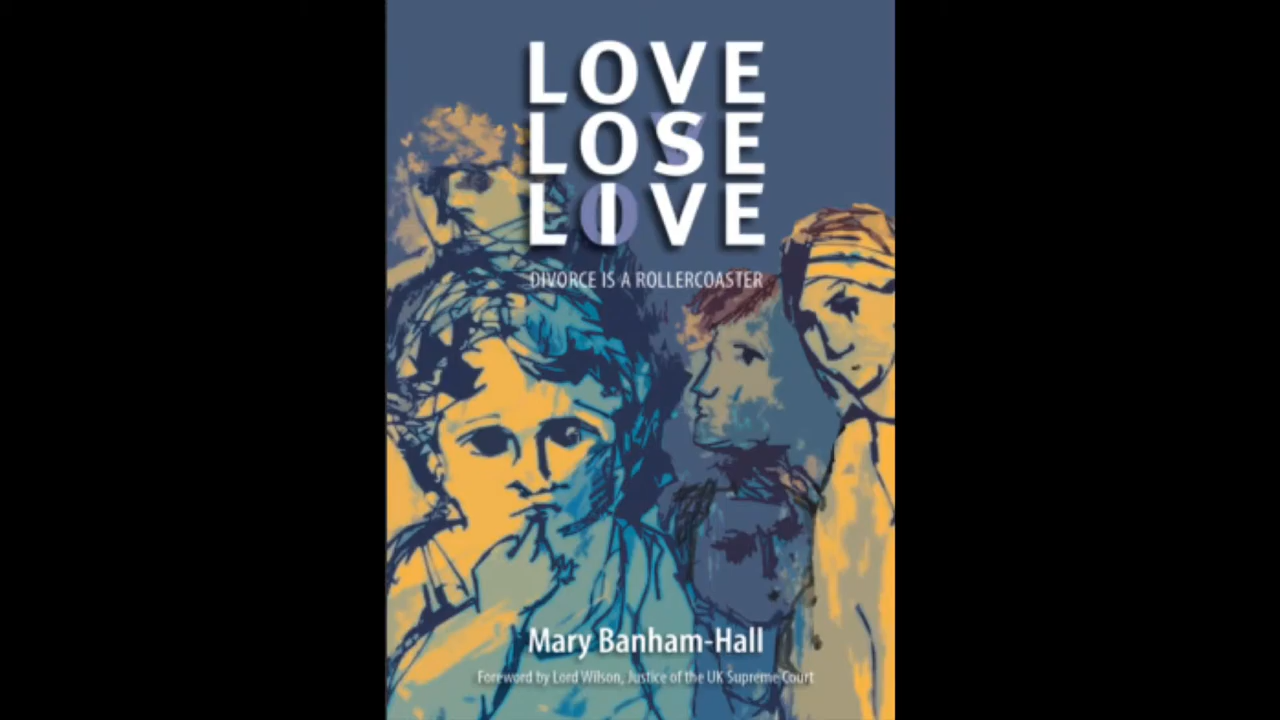 LOVE
LOSE
LIVE
DIVORCE IS A ROLLERCOASTER
Mary Banham-Hall
Foreword by Lord Wilson, Justice of the UK Supreme Court